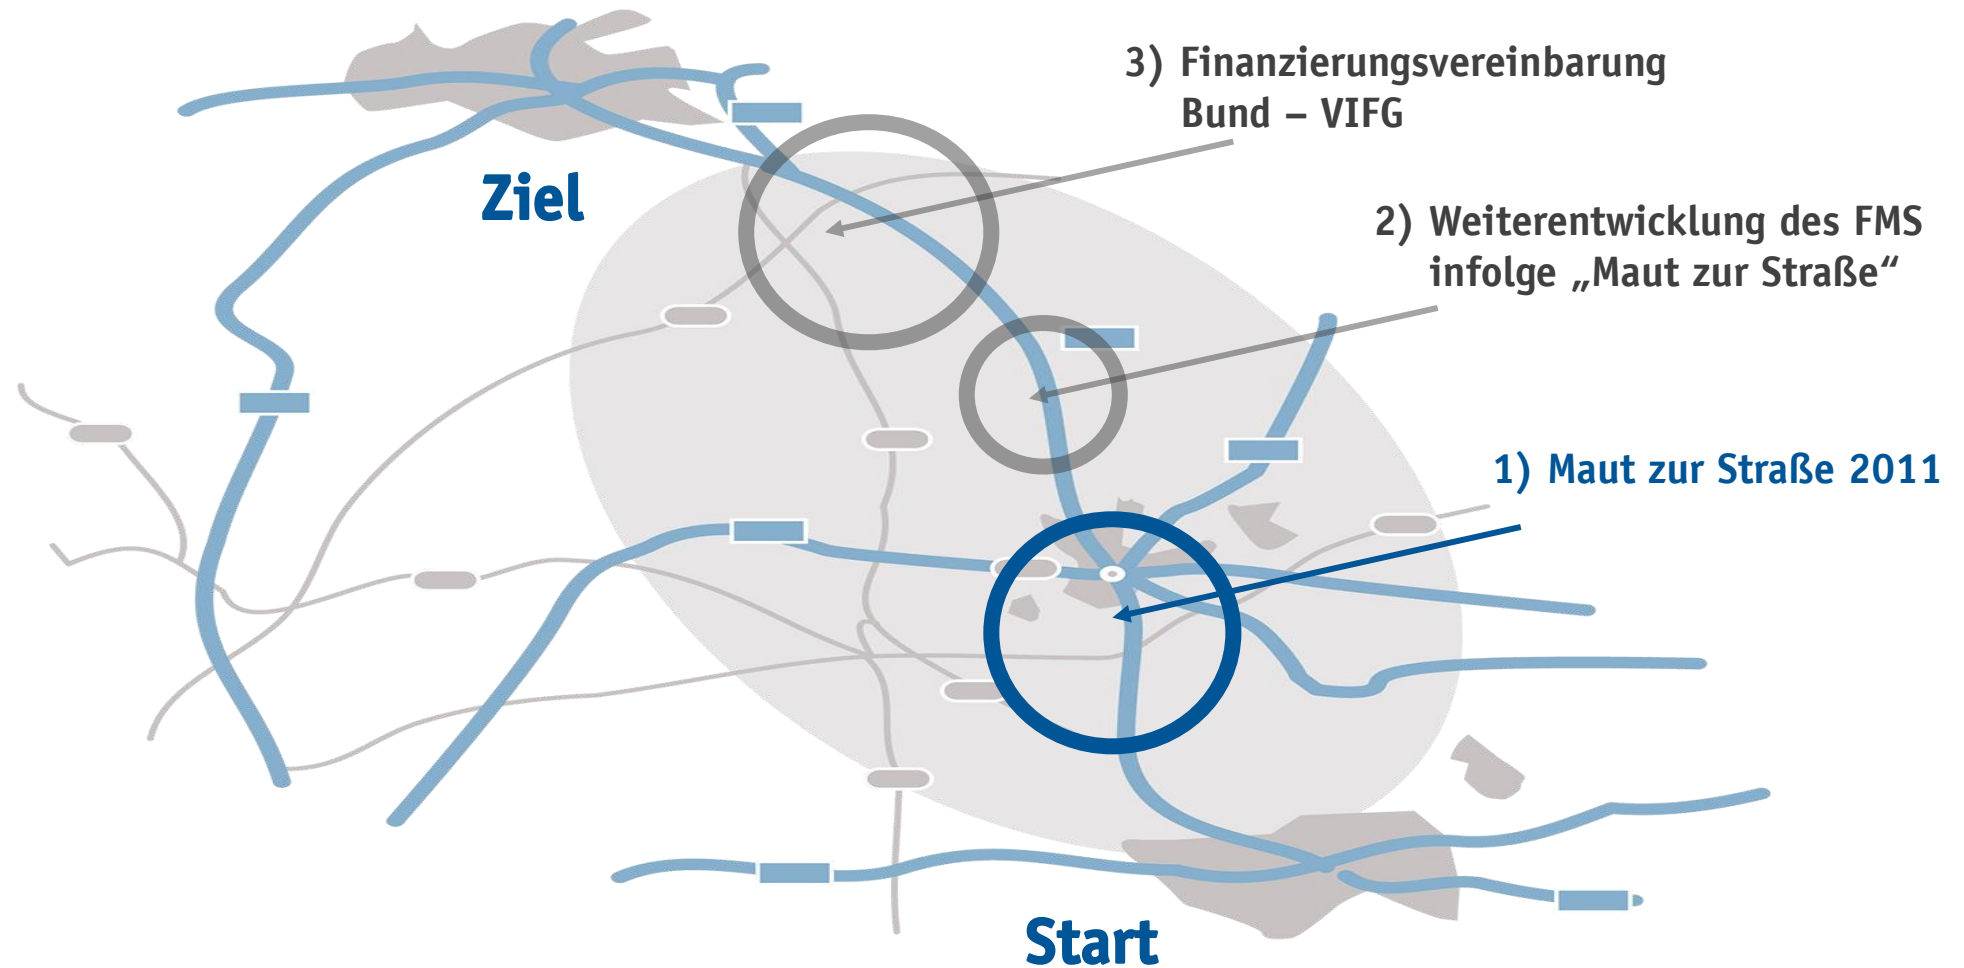 3) Finanzierungsvereinbarung
Bund – VIFG
Ziel
2) Weiterentwicklung des FMS
infolge „Maut zur Straße“
1) Maut zur Straße 2011
Start